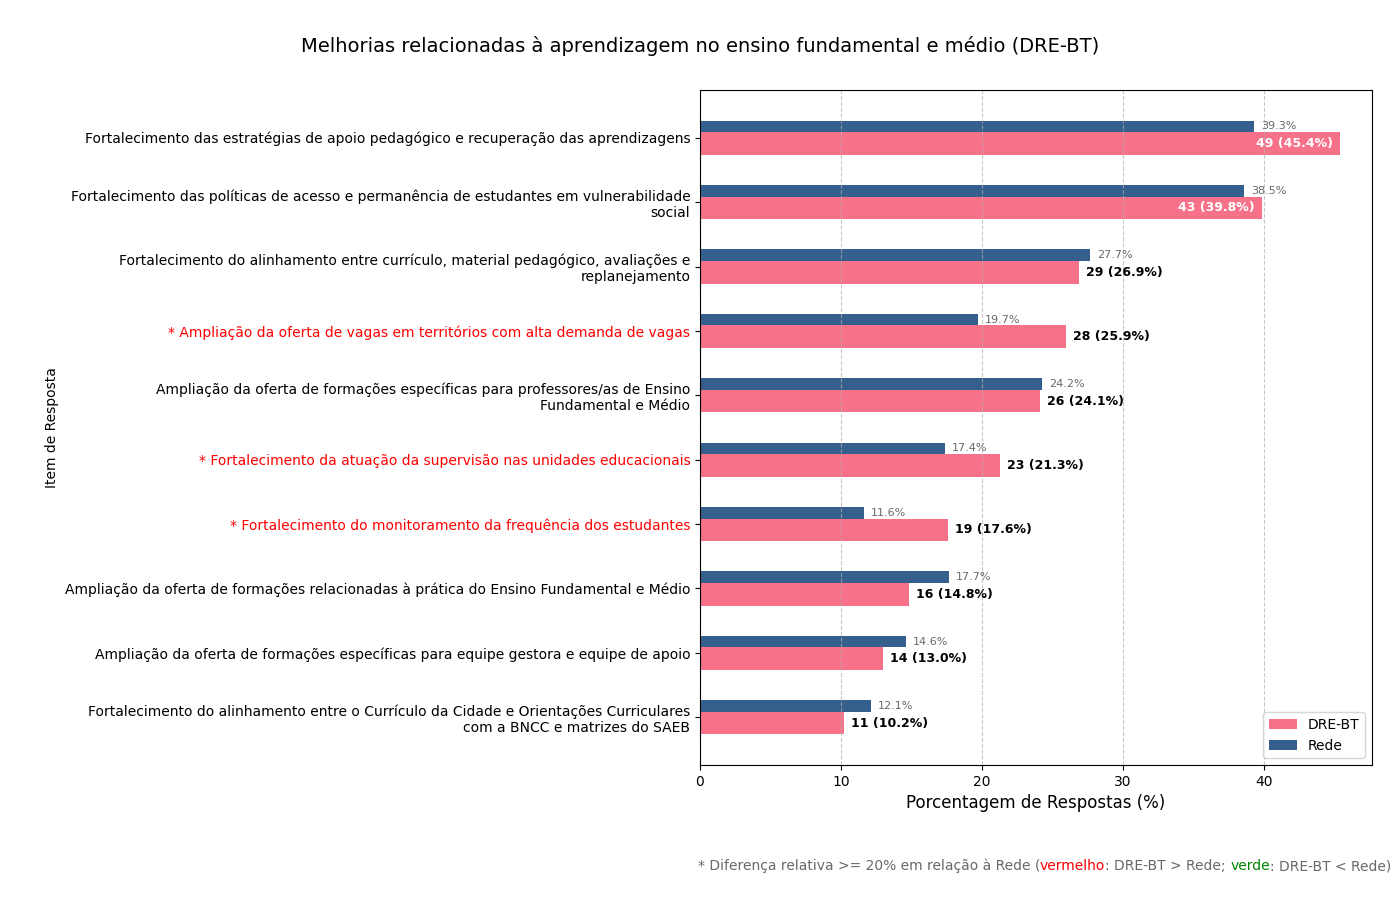 Melhorias relacionadas à aprendizagem no ensino fundamental e médio (DRE-BT)
Item de Resposta
Fortalecimento das estratégias de apoio pedagógico e recuperação das aprendizagens
39.3%
49 (45.4%)
Fortalecimento das políticas de acesso e permanência de estudantes em vulnerabilidade
social
38.5%
43 (39.8%)
Fortalecimento do alinhamento entre currículo, material pedagógico, avaliações e
replanejamento
27.7%
29 (26.9%)
* Ampliação da oferta de vagas em territórios com alta demanda de vagas
19.7%
28 (25.9%)
Ampliação da oferta de formações específicas para professores/as de Ensino
Fundamental e Médio
24.2%
26 (24.1%)
* Fortalecimento da atuação da supervisão nas unidades educacionais
17.4%
23 (21.3%)
* Fortalecimento do monitoramento da frequência dos estudantes
11.6%
19 (17.6%)
Ampliação da oferta de formações relacionadas à prática do Ensino Fundamental e Médio
17.7%
16 (14.8%)
Ampliação da oferta de formações específicas para equipe gestora e equipe de apoio
14.6%
14 (13.0%)
Fortalecimento do alinhamento entre o Currículo da Cidade e Orientações Curriculares
com a BNCC e matrizes do SAEB
12.1%
11 (10.2%)
DRE-BT
Rede
0 10 20 30 40
Porcentagem de Respostas (%)
* Diferença relativa >= 20% em relação à Rede (vermelho: DRE-BT > Rede; verde: DRE-BT < Rede)